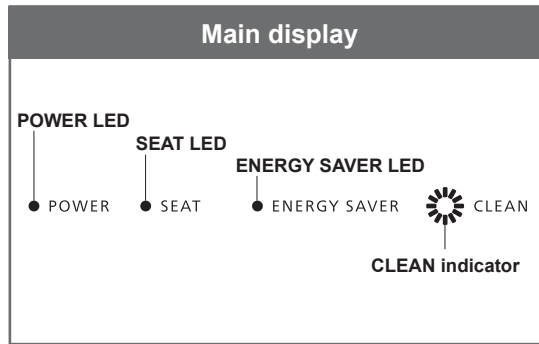 Main display
POWER LED
SEAT LED
ENERGY SAVER LED
POWER SEAT ENERGY SAVER CLEAN
CLEAN indicator